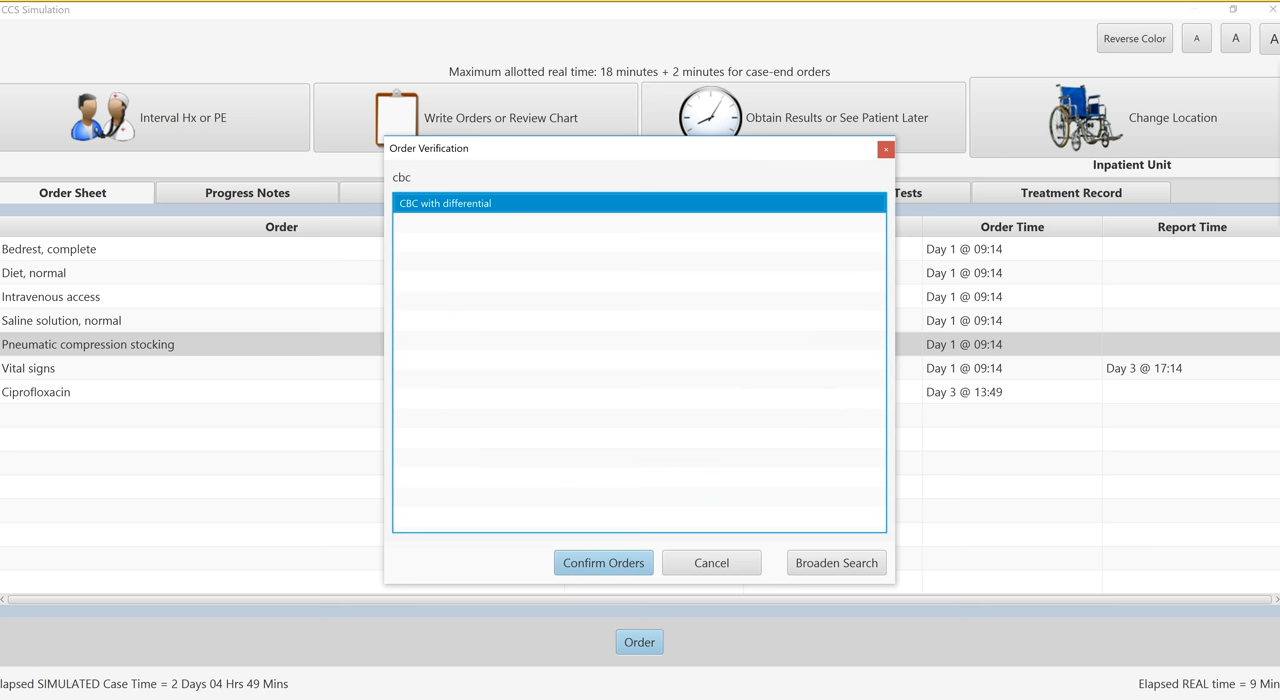 CCS Simulation
Reverse Color A A A
Maximum allotted real time: 18 minutes + 2 minutes for case-end orders
Interval Hx or PE
Write Orders or Review Chart
Obtain Results or See Patient Later
Change Location
Inpatient Unit
Order Verification
cbc
CBC with differential
Confirm Orders Cancel Broaden Search
Order Sheet Progress Notes Tests Treatment Record
Order Order Time Report Time
Bedrest, complete Day 1 @ 09:14
Diet, normal Day 1 @ 09:14
Intravenous access Day 1 @ 09:14
Saline solution, normal Day 1 @ 09:14
Pneumatic compression stocking Day 1 @ 09:14
Vital signs Day 1 @ 09:14 Day 3 @ 17:14
Ciprofloxacin Day 3 @ 13:49
Order
lapsed SIMULATED Case Time = 2 Days 04 Hrs 49 Mins
Elapsed REAL time = 9 Min